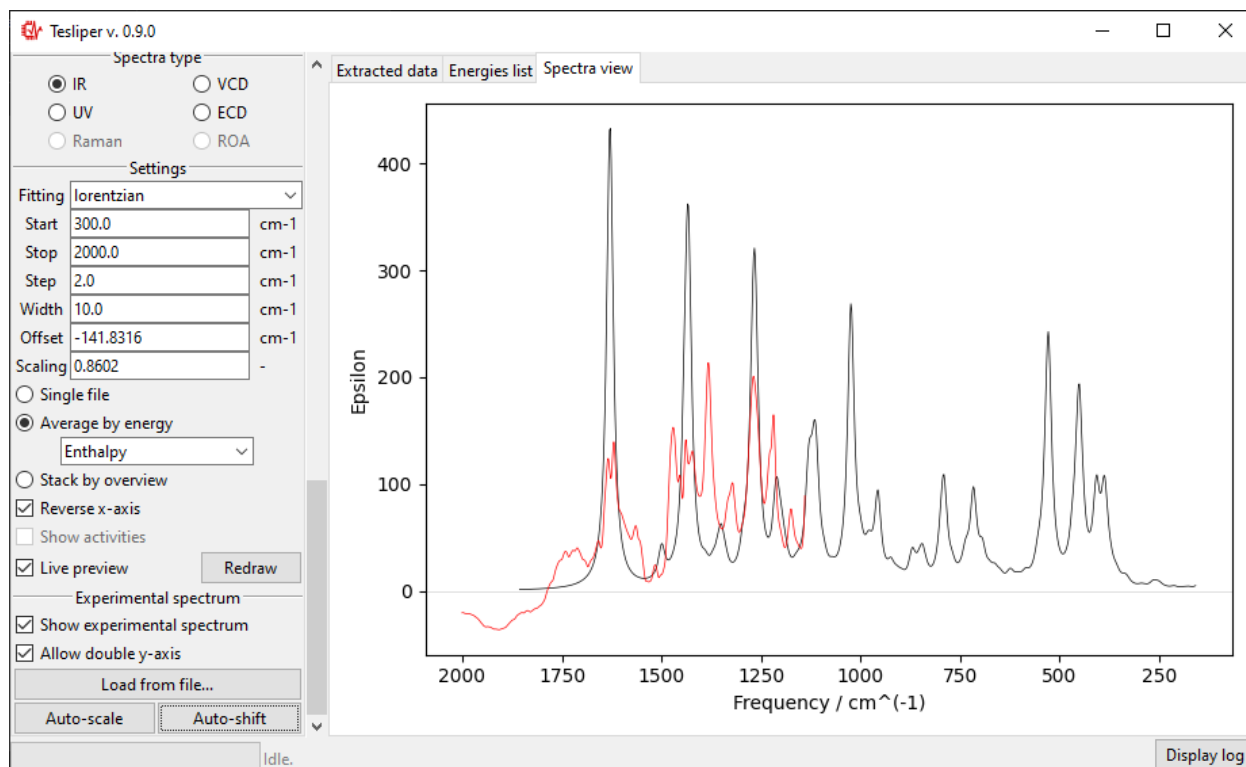 Tesliper v. 0.9.0
Spectra type
IR VCD
UV ECD
Raman ROA
Settings
Fitting lorentzian
Start 300.0 cm-1
Stop 2000.0 cm-1
Step 2.0 cm-1
Width 10.0 cm-1
Offset -141.8316 cm-1
Scaling 0.8602 -
Single file
Average by energy
Enthalpy
Stack by overview
Reverse x-axis
Show activities
Live preview Redraw
Experimental spectrum
Show experimental spectrum
Allow double y-axis
Load from file...
Auto-scale Auto-shift
Idle.
Extracted data Energies list Spectra view
400
300
200
100
0
Epsilon
2000 1750 1500 1250 1000 750 500 250
Frequency / cm^(-1)
Display log